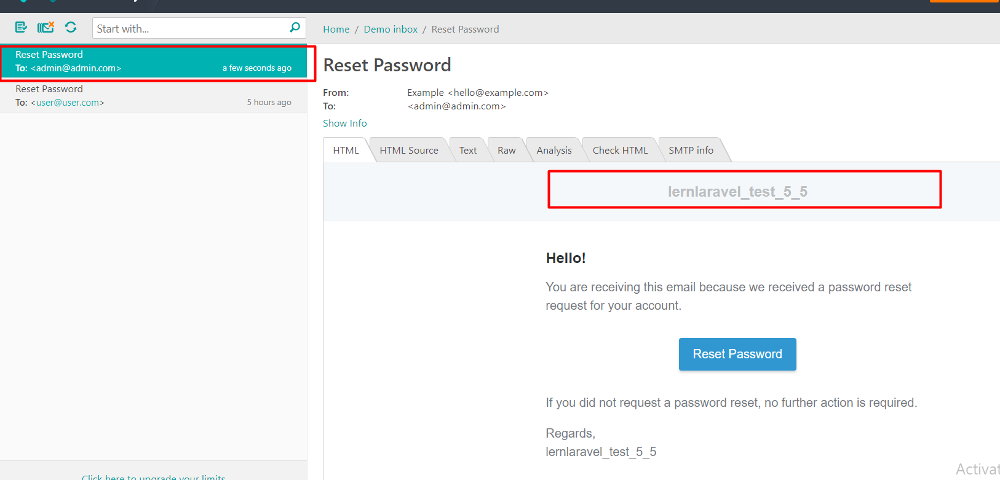 Start with...
Home / Demo inbox / Reset Password
Reset Password
To: <admin@admin.com> a few seconds ago
Reset Password
To: <user@user.com> 5 hours ago
Click here to upgrade your limits
Reset Password
From: Example <hello@example.com>
To: <admin@admin.com>
Show Info
HTML HTML Source Text Raw Analysis Check HTML SMTP info
lernlaravel_test_5_5
Hello!
You are receiving this email because we received a password reset
request for your account.
Reset Password
If you did not request a password reset, no further action is required.
Regards,
lernlaravel_test_5_5
Activat